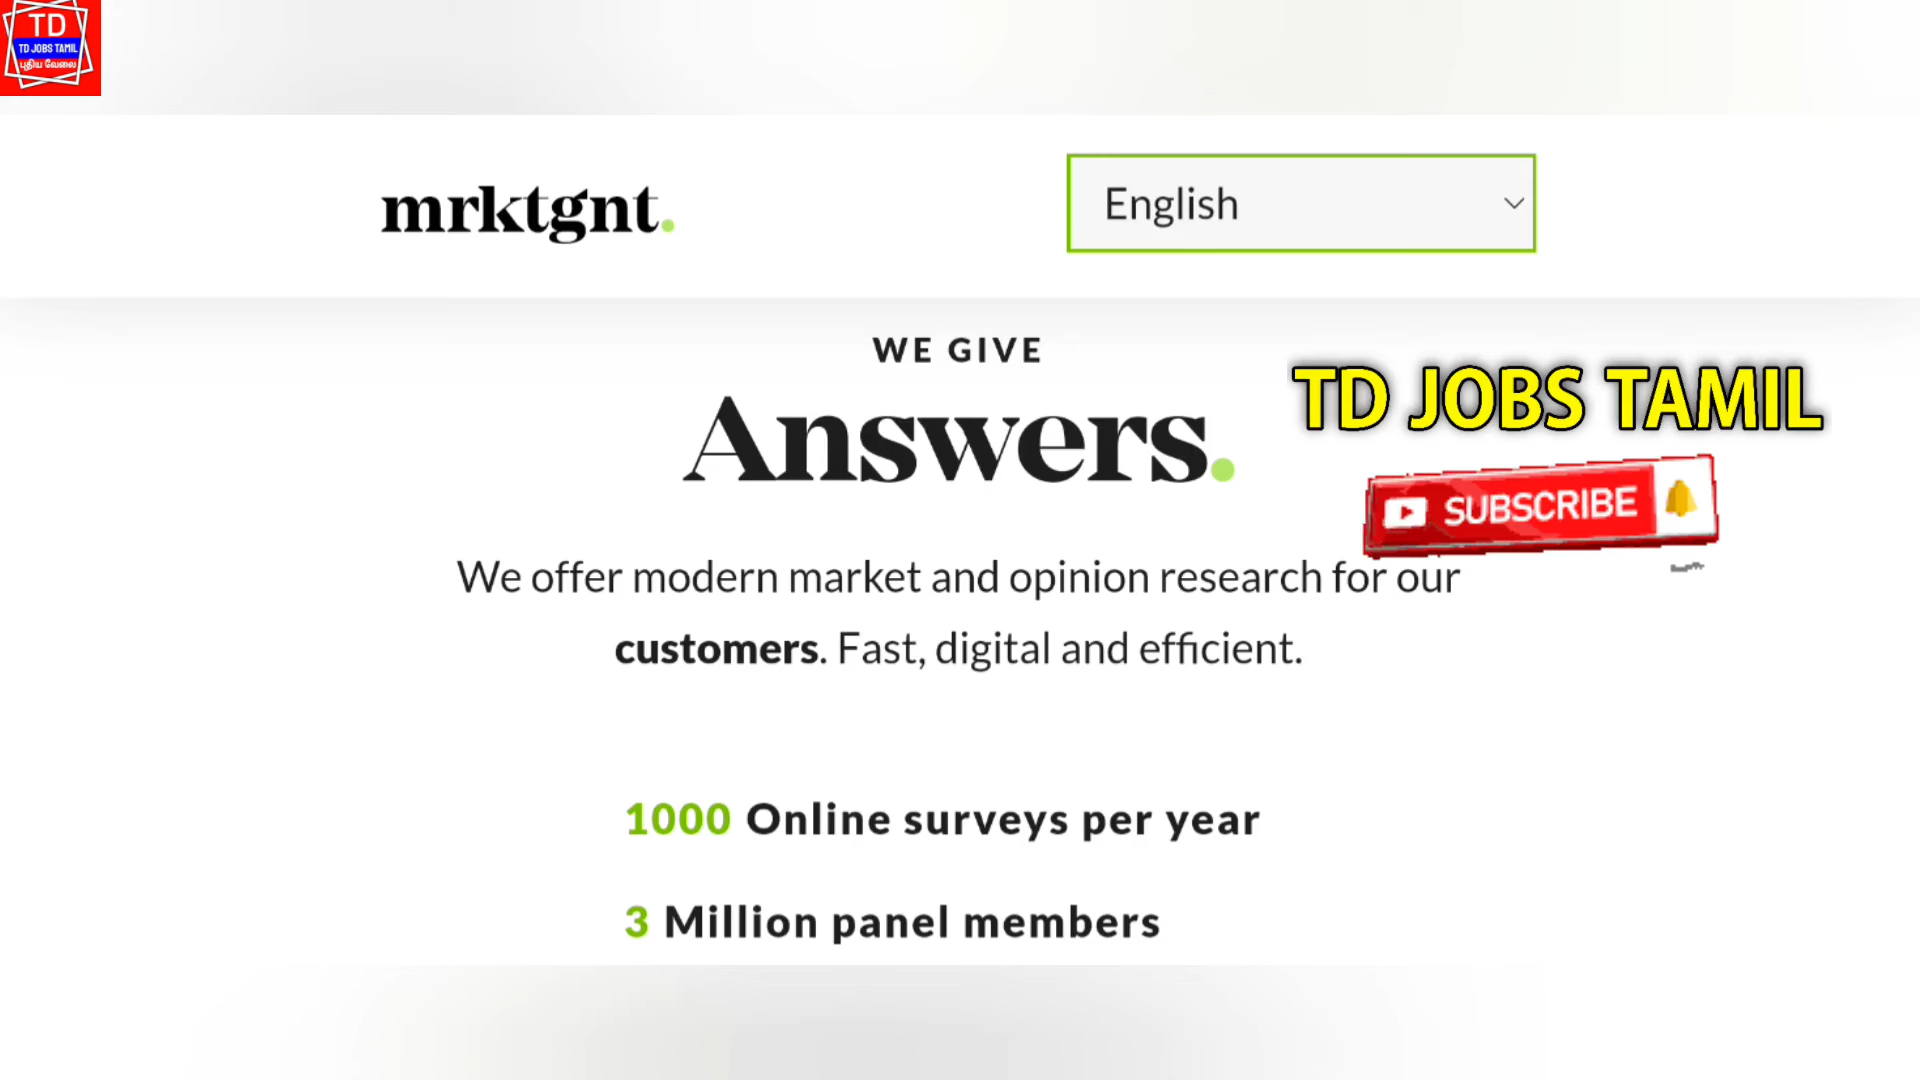 TD
TD JOBS TAMIL
புதிய வேலை
mrktgnt.
English
WE GIVE
Answers.
TD JOBS TAMIL
SUBSCRIBE
We offer modern market and opinion research for our
customers. Fast, digital and efficient.
1000 Online surveys per year
3 Million panel members